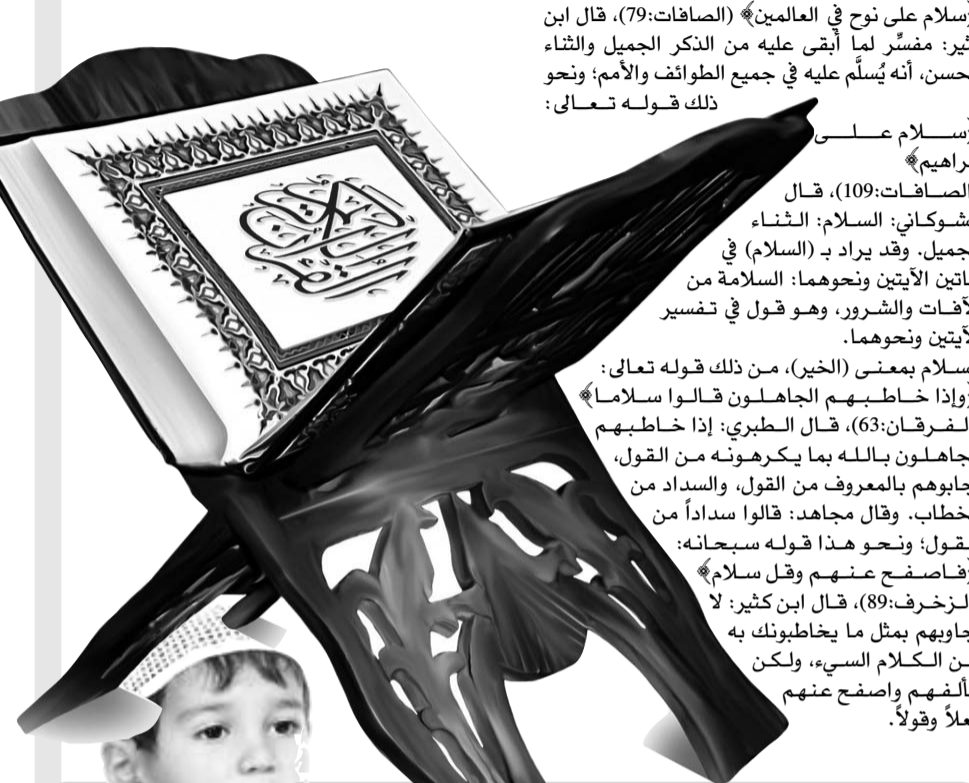 سلام على نوح في العالمين﴾ (الصافات:79)، قال ابن
ثير: مفسِّر لما أبقى عليه من الذكر الجميل والثناء
حسن، أنه يُسلَّم عليه في جميع الطوائف والأمم؛ ونحو
ذلك قوله تعالى:
سلام على
راهيم﴾
الصافات:109)، قال
شوكاني: السلام: الثناء
جميل. وقد يراد بـ (السلام) في
اتين الآيتين ونحوهما: السلامة من
لآفات والشرور، وهو قول في تفسير
لآيتين ونحوهما.
سلام بمعنى (الخير)، من ذلك قوله تعالى:
وإذا خاطبهم الجاهلون قالوا سلاما﴾
لفرقان:63)، قال الطبري: إذا خاطبهم
جاهلون بالله بما يكرهونه من القول،
جابوهم بالمعروف من القول، والسداد من
خطاب. وقال مجاهد: قالوا سداداً من
قول؛ ونحو هذا قوله سبحانه:
فاصفح عنهم وقل سلام﴾
لزخرف:89)، قال ابن كثير: لا
جاوبهم بمثل ما يخاطبونك به
ن الكلام السيء، ولكن
ألفهم واصفح عنهم
علاً وقولاً.